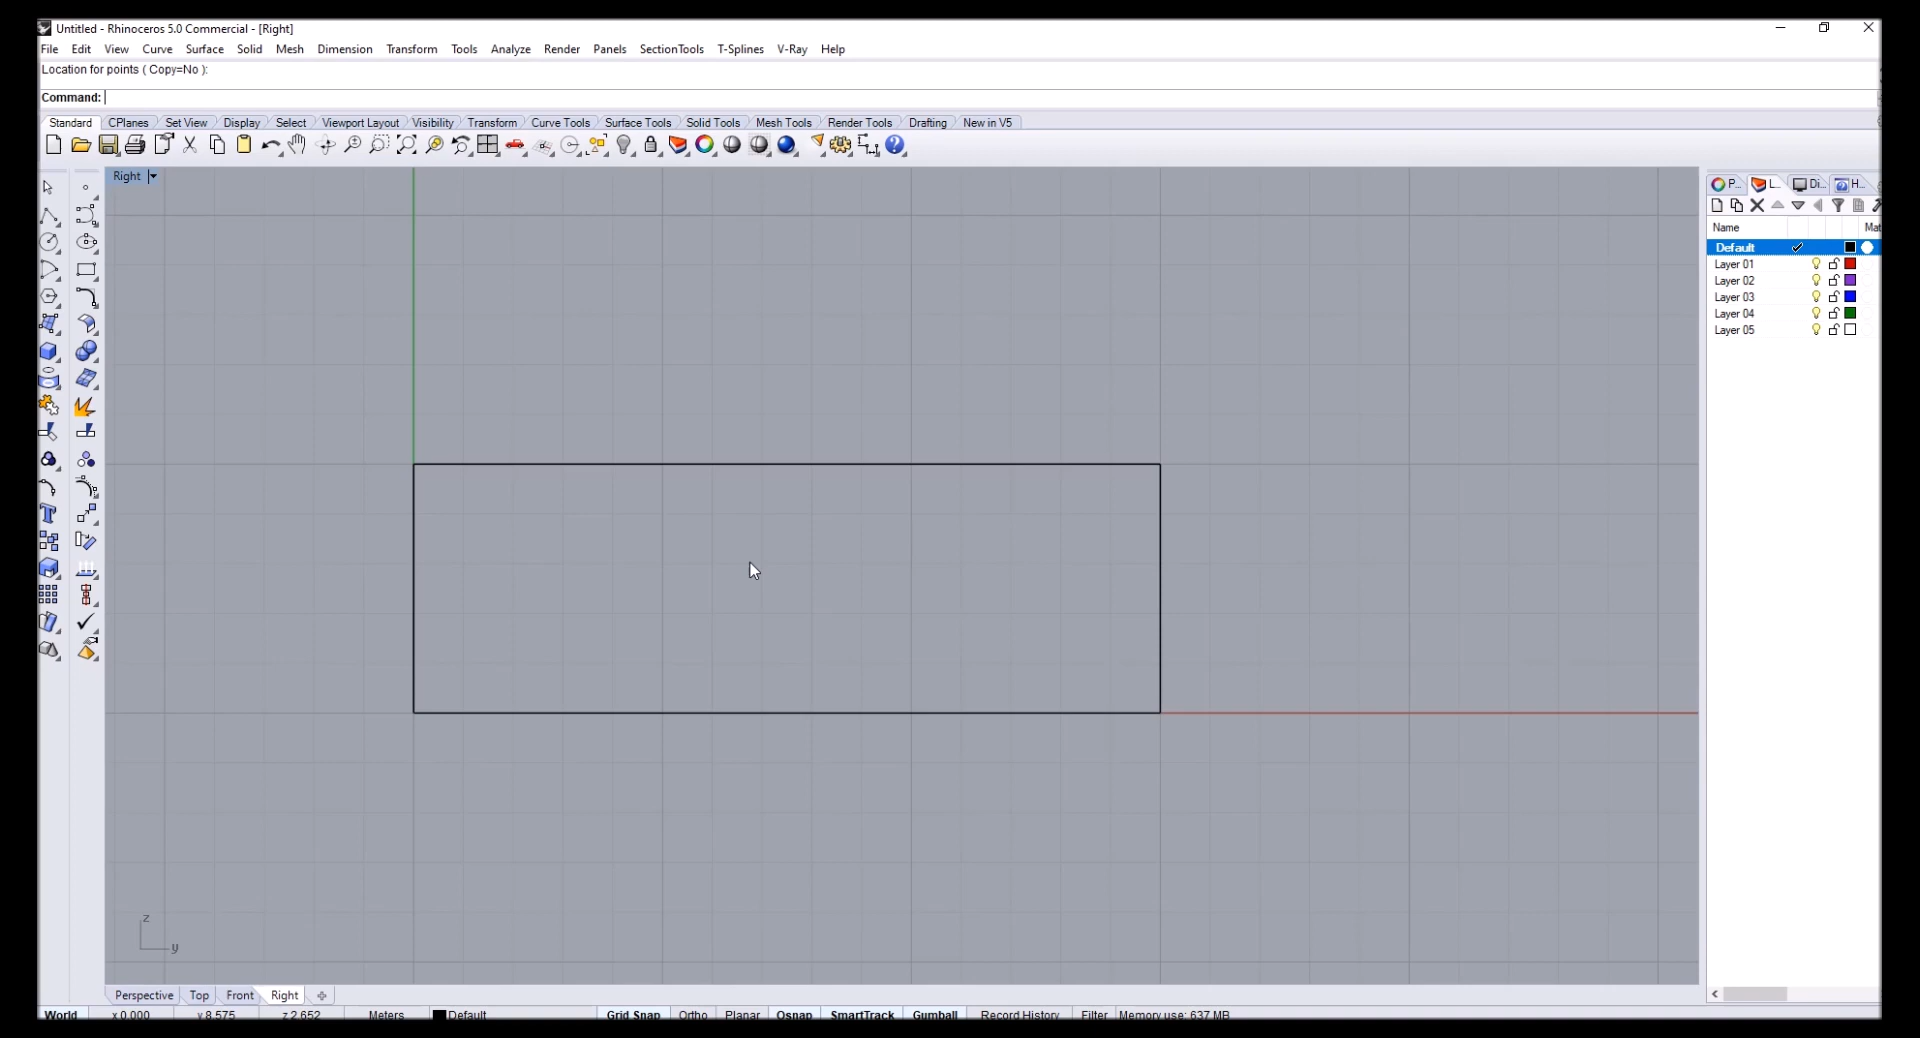 Untitled - Rhinoceros 5.0 Commercial - [Right]
File Edit View Curve Surface Solid Mesh Dimension Transform Tools Analyze Render Panels SectionTools T-Splines V-Ray Help
Location for points ( Copy=No ):
Command:
Standard CPlanes Set View Display Select Viewport Layout Visibility Transform Curve Tools Surface Tools Solid Tools Mesh Tools Render Tools Drafting New in V5
Right
P... L... Di... H...
Name Mat
Default
Layer 01
Layer 02
Layer 03
Layer 04
Layer 05
z
y
Perspective Top Front Right
World x 0.000 y 8.575 z 2.652 Meters Default Grid Snap Ortho Planar Osnap SmartTrack Gumball Record History Filter Memory use: 637 MB